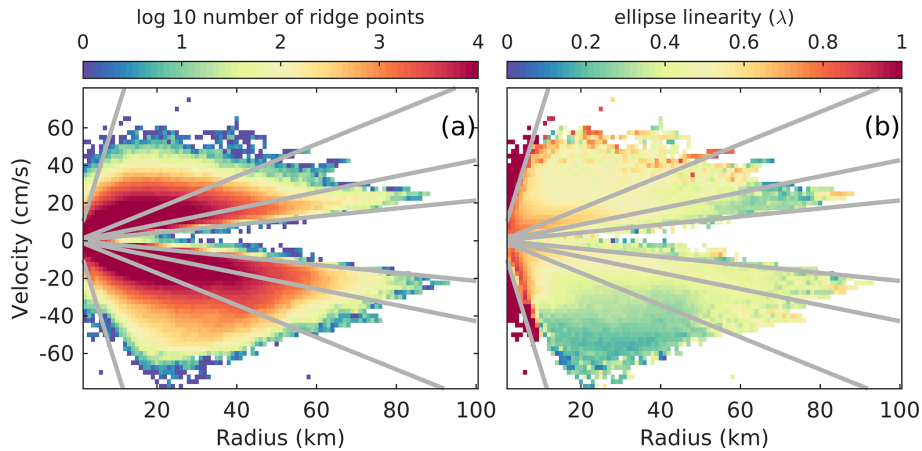 log 10 number of ridge points
0 1 2 3 4
ellipse linearity (λ)
0 0.2 0.4 0.6 0.8 1
(a)
(b)
Velocity (cm/s)
60
40
20
0
-20
-40
-60
20 40 60 80 100
Radius (km)
20 40 60 80 100
Radius (km)